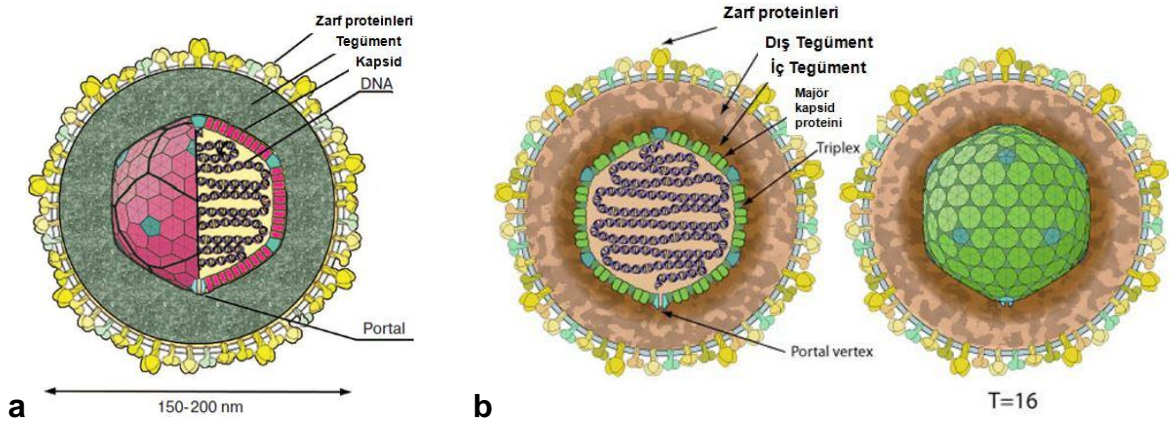 Zarf proteinleri
Tegüment
Kapsid
DNA
Portal
150-200 nm
a
Zarf proteinleri
Dış Tegüment
İç Tegüment
Majör
kapsid
proteini
Triplex
Portal vertex
b
T=16